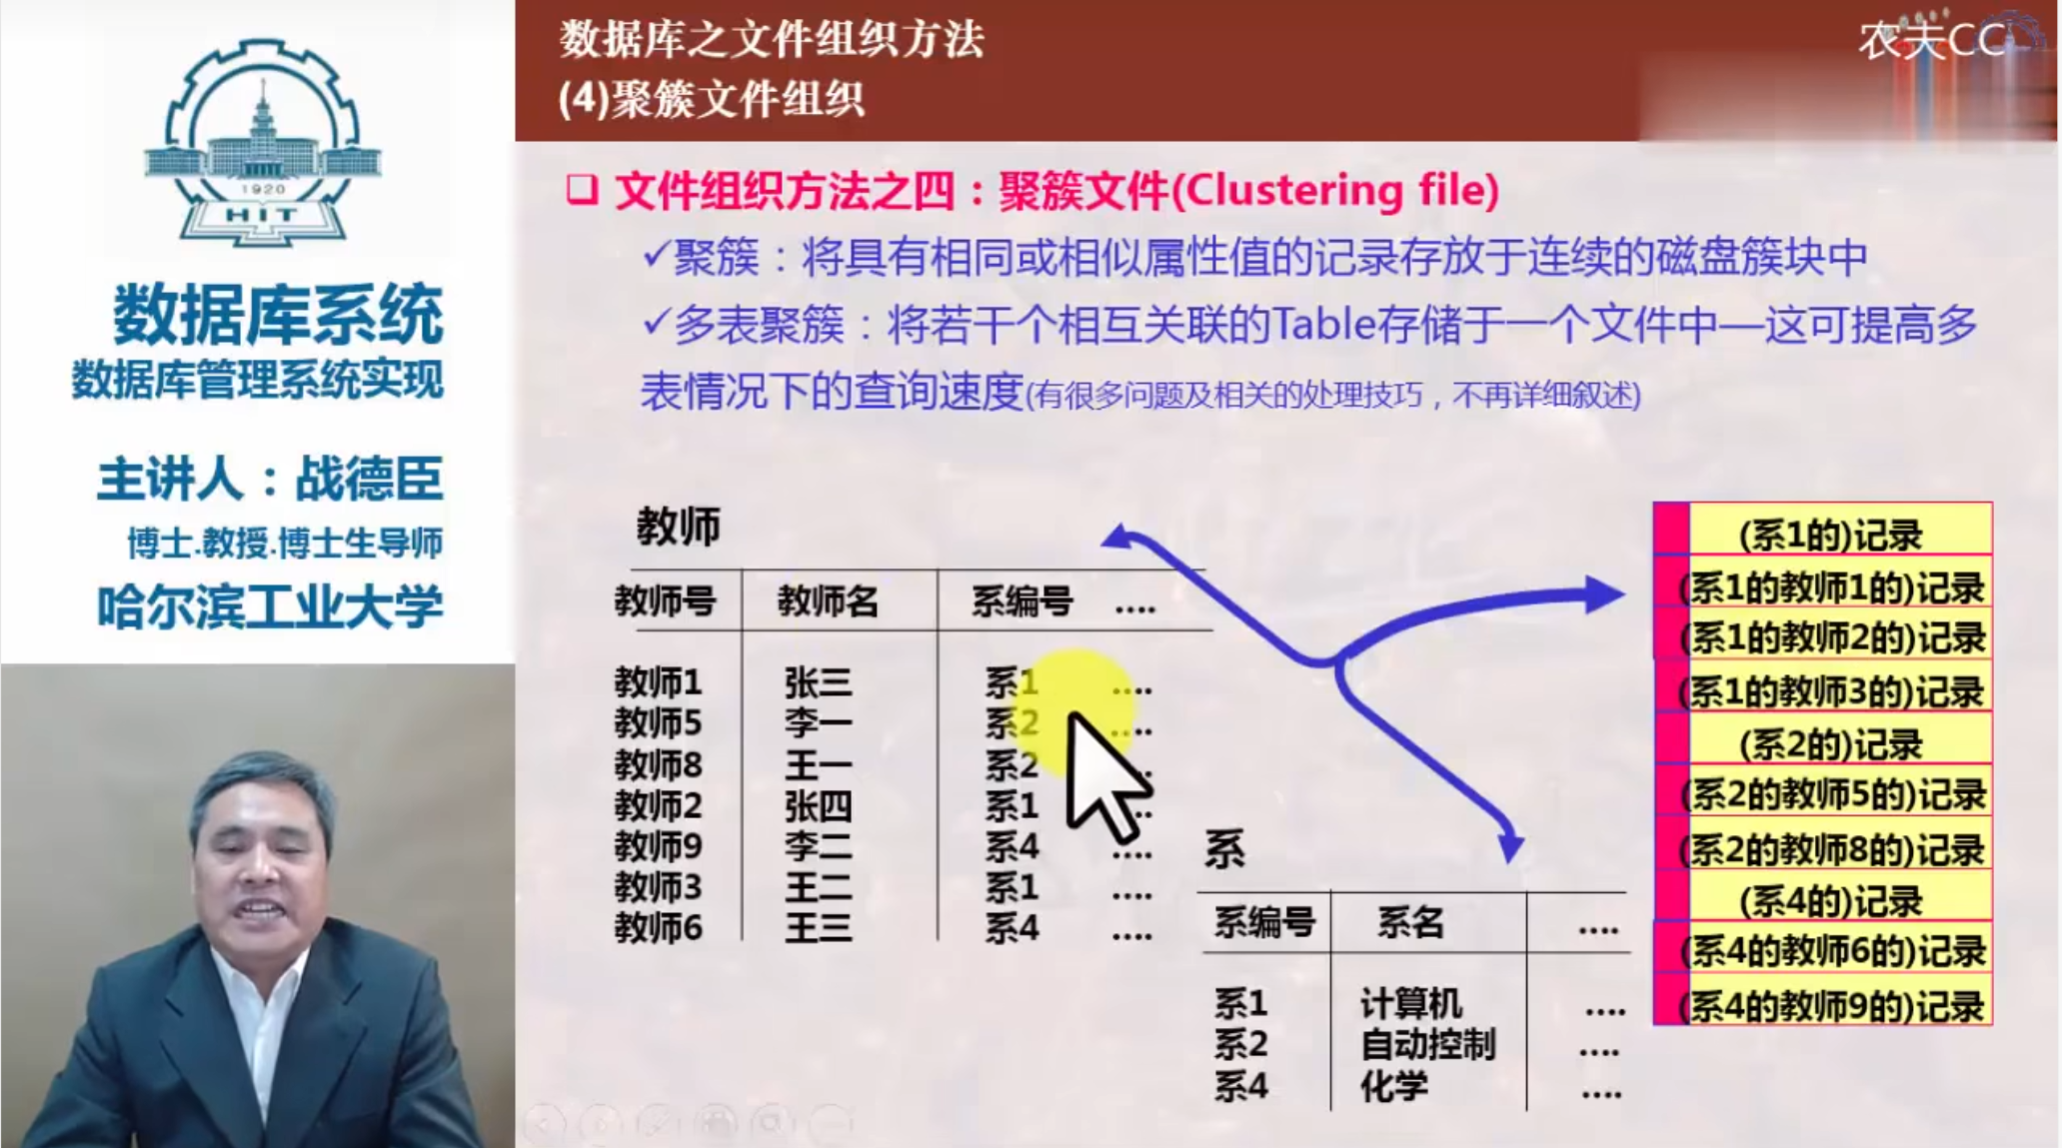 1920
HIT
数据库系统
数据库管理系统实现
主讲人：战德臣
博士.教授.博士生导师
哈尔滨工业大学
数据库之文件组织方法
(4)聚簇文件组织
农夫CC
❑ 文件组织方法之四：聚簇文件(Clustering file)
✓聚簇：将具有相同或相似属性值的记录存放于连续的磁盘簇块中
✓多表聚簇：将若干个相互关联的Table存储于一个文件中—这可提高多
表情况下的查询速度(有很多问题及相关的处理技巧，不再详细叙述)
教师
教师号 教师名 系编号 ....
教师1 张三 系1 ....
教师5 李一 系2 ....
教师8 王一 系2 ....
教师2 张四 系1 ....
教师9 李二 系4 ....
教师3 王二 系1 ....
教师6 王三 系4 ....
系
系编号 系名 ....
系1 计算机 ....
系2 自动控制 ....
系4 化学 ....
(系1的)记录
(系1的教师1的)记录
(系1的教师2的)记录
(系1的教师3的)记录
(系2的)记录
(系2的教师5的)记录
(系2的教师8的)记录
(系4的)记录
(系4的教师6的)记录
(系4的教师9的)记录